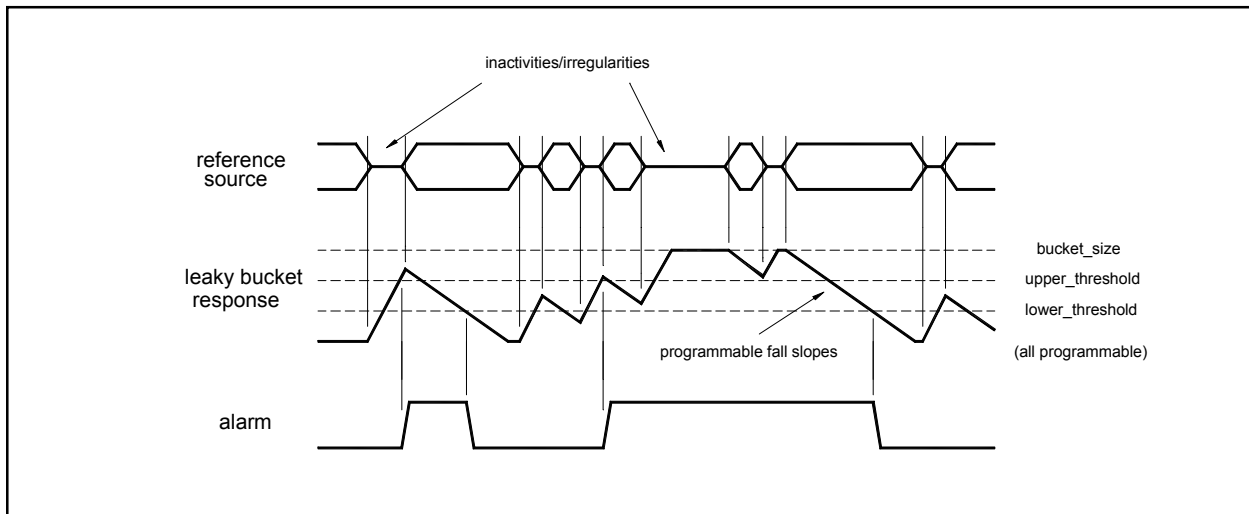 inactivities/irregularities
reference
source
bucket_size
leaky bucket
response
upper_threshold
lower_threshold
programmable fall slopes
(all programmable)
alarm